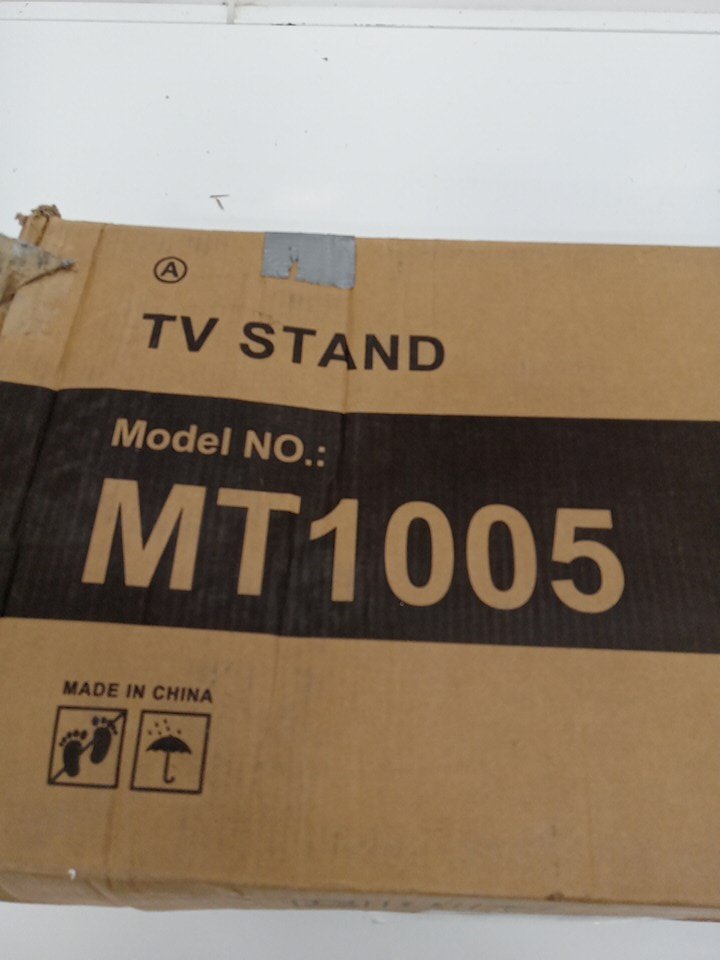 A
TV STAND
Model NO.:
MT1005
MADE IN CHINA